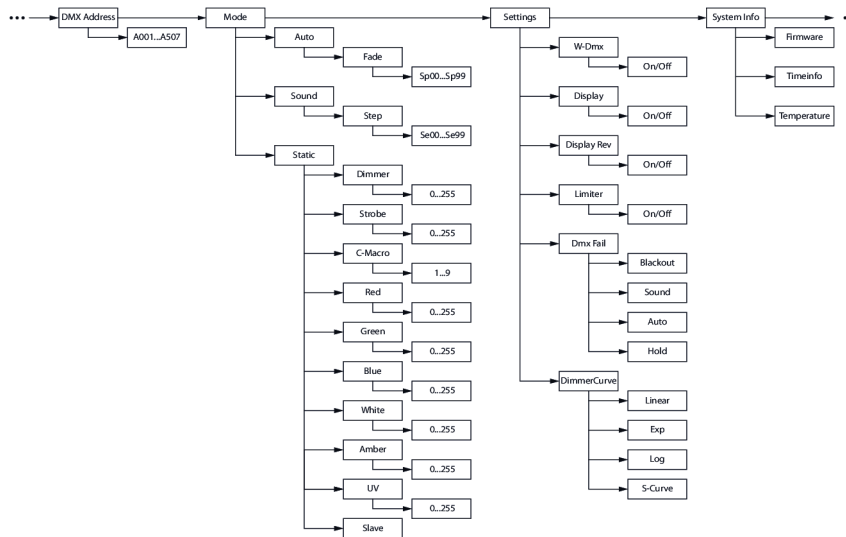 DMX Address
A001...A507
Mode
Auto
Fade
Sp00...Sp99
Sound
Step
Se00...Se99
Static
Dimmer
0...255
Strobe
0...255
C-Macro
1...9
Red
0...255
Green
0...255
Blue
0...255
White
0...255
Amber
0...255
UV
0...255
Slave
Settings
W-Dmx
On/Off
Display
On/Off
Display Rev
On/Off
Limiter
On/Off
Dmx Fail
Blackout
Sound
Auto
Hold
DimmerCurve
Linear
Exp
Log
S-Curve
System Info
Firmware
Timeinfo
Temperature